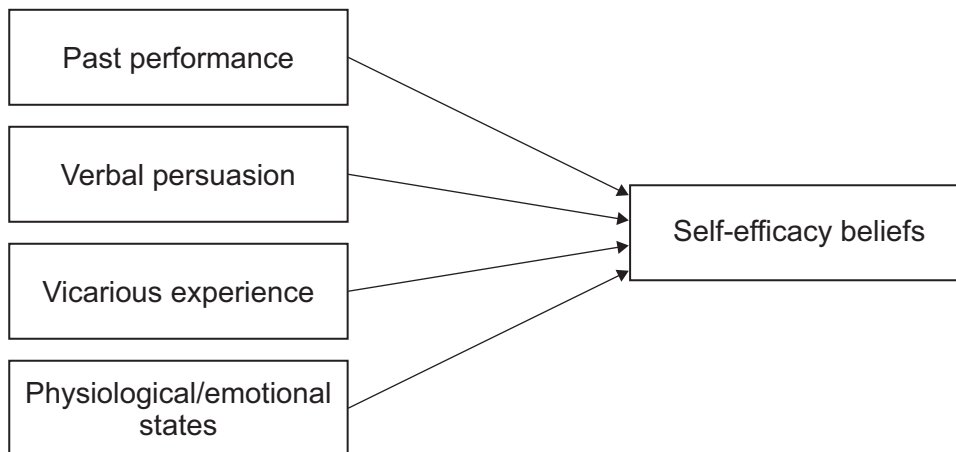 Past performance
Verbal persuasion
Self-efficacy beliefs
Vicarious experience
Physiological/emotional
states